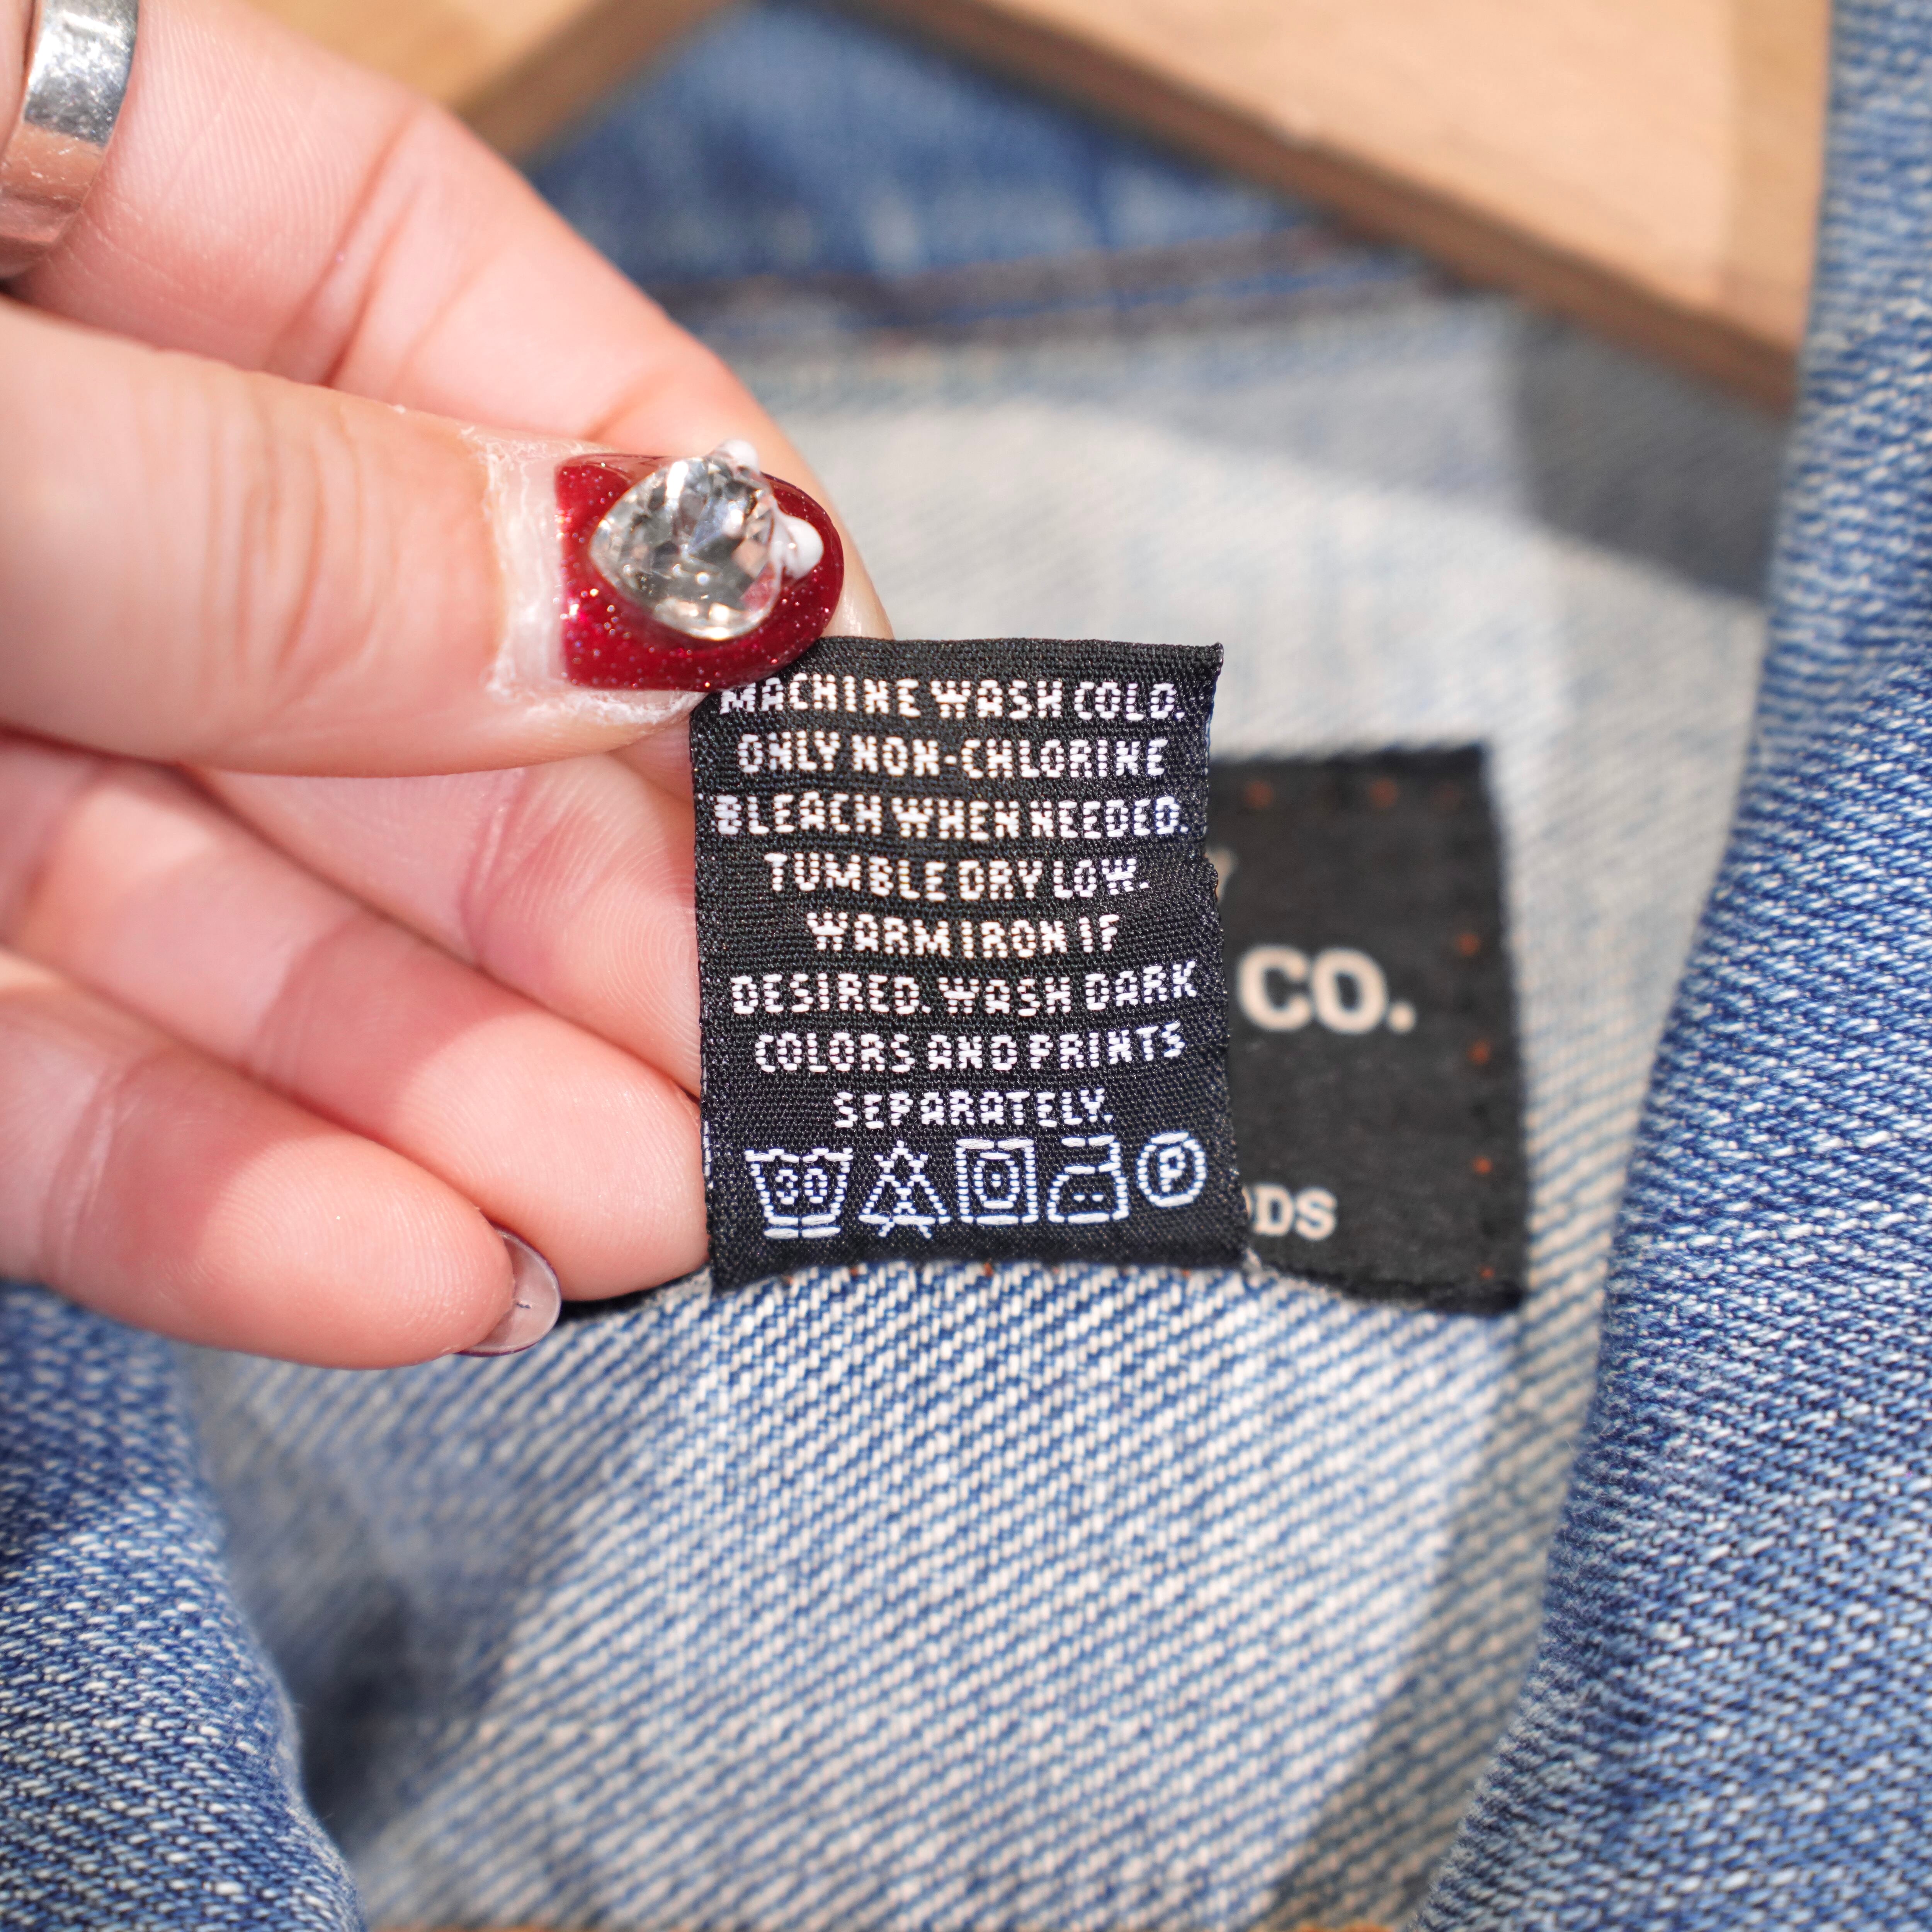 MACHINE WASH COLD.
ONLY NON-CHLORINE
BLEACH WHEN NEEDED.
TUMBLE DRY LOW.
WARM IRON IF
DESIRED. WASH DARK
COLORS AND PRINTS
SEPARATELY.
30
P
CO.